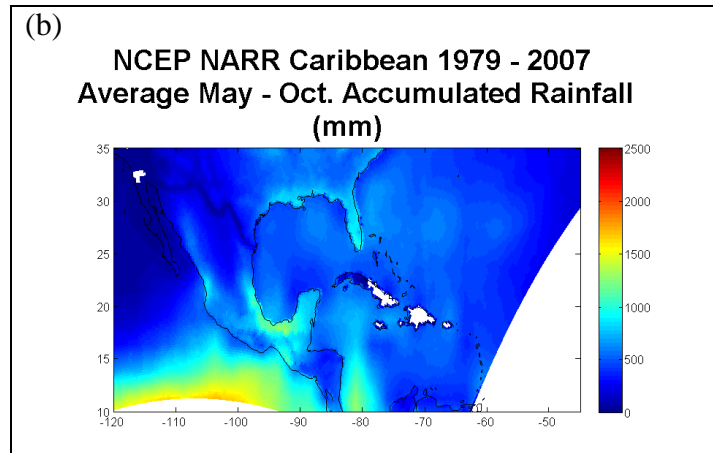 (b)
NCEP NARR Caribbean 1979 - 2007
Average May - Oct. Accumulated Rainfall
(mm)
35
30
25
20
15
10
-120 -110 -100 -90 -80 -70 -60 -50
2500
2000
1500
1000
500
0